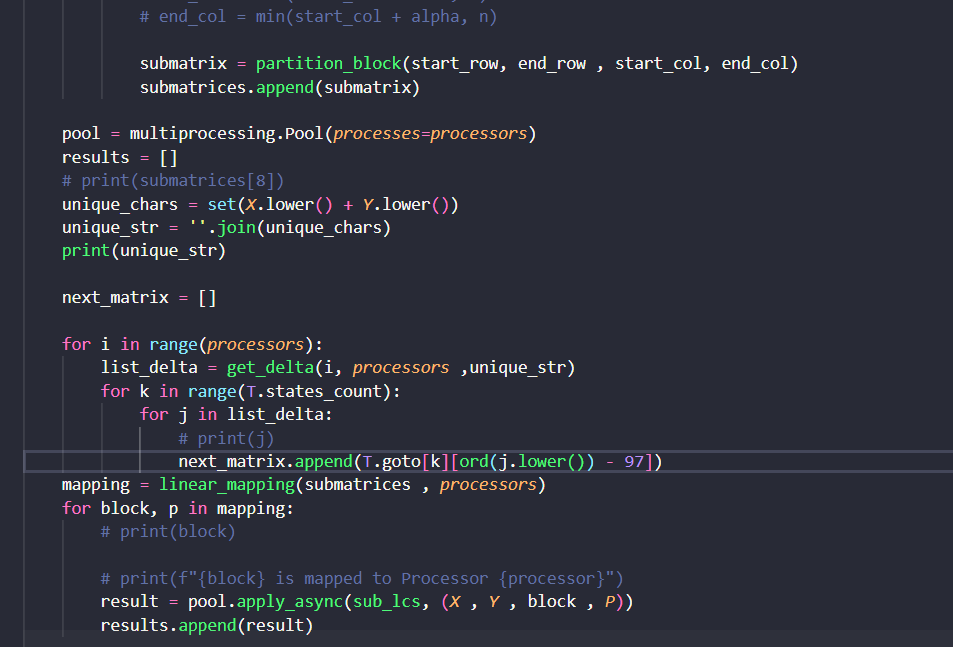 # end_col = min(start_col + alpha, n)
submatrix = partition_block(start_row, end_row , start_col, end_col)
submatrices.append(submatrix)
pool = multiprocessing.Pool(processes=processors)
results = []
# print(submatrices[8])
unique_chars = set(X.lower() + Y.lower())
unique_str = ''.join(unique_chars)
print(unique_str)
next_matrix = []
for i in range(processors):
list_delta = get_delta(i, processors ,unique_str)
for k in range(T.states_count):
for j in list_delta:
# print(j)
next_matrix.append(T.goto[k][ord(j.lower()) - 97])
mapping = linear_mapping(submatrices , processors)
for block, p in mapping:
# print(block)
# print(f"{block} is mapped to Processor {processor}")
result = pool.apply_async(sub_lcs, (X , Y , block , P))
results.append(result)